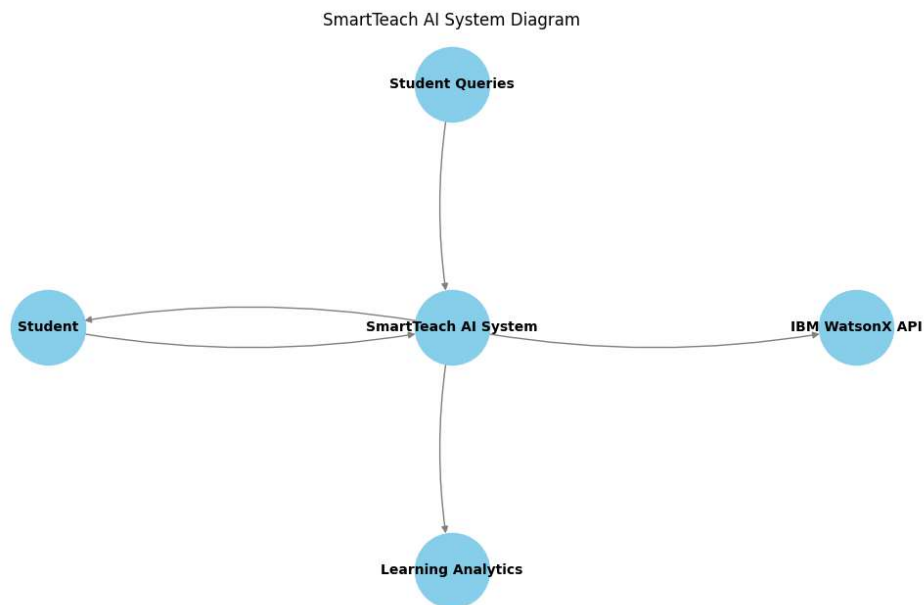 SmartTeach AI System Diagram
Student Queries
Student
SmartTeach AI System
IBM WatsonX API
Learning Analytics